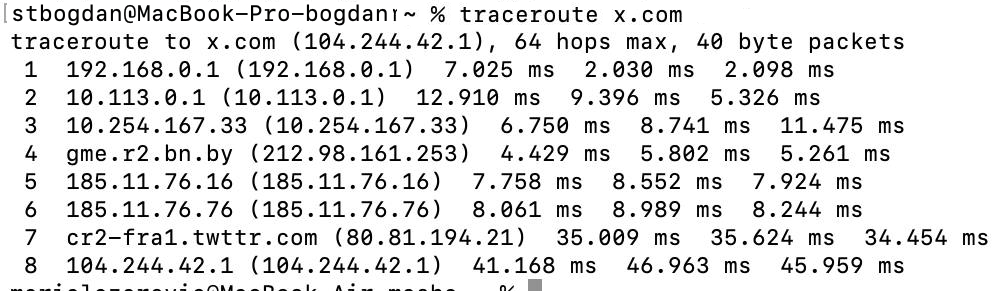 [stbogdan@MacBook-Pro-bogdan ~ % traceroute x.com
traceroute to x.com (104.244.42.1), 64 hops max, 40 byte packets
1 192.168.0.1 (192.168.0.1) 7.025 ms 2.030 ms 2.098 ms
2 10.113.0.1 (10.113.0.1) 12.910 ms 9.396 ms 5.326 ms
3 10.254.167.33 (10.254.167.33) 6.750 ms 8.741 ms 11.475 ms
4 gme.r2.bn.by (212.98.161.253) 4.429 ms 5.802 ms 5.261 ms
5 185.11.76.16 (185.11.76.16) 7.758 ms 8.552 ms 7.924 ms
6 185.11.76.76 (185.11.76.76) 8.061 ms 8.989 ms 8.244 ms
7 cr2-fra1.twttr.com (80.81.194.21) 35.009 ms 35.624 ms 34.454 ms
8 104.244.42.1 (104.244.42.1) 41.168 ms 46.963 ms 45.959 ms
%